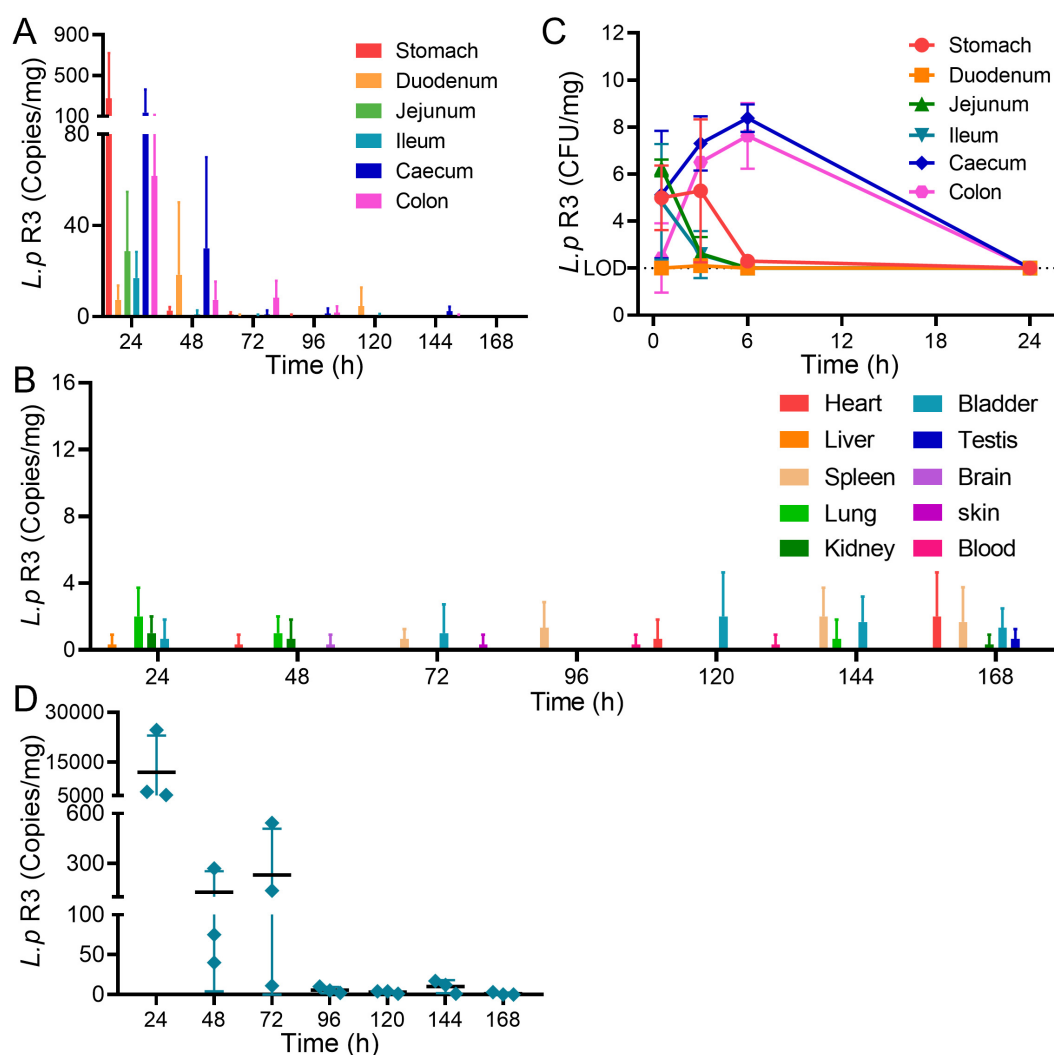 A
L.p R3 (Copies/mg)
900
500
100
80
40
0
24
48
72
96
120
144
168
Time (h)
Stomach
Duodenum
Jejunum
Ileum
Caecum
Colon
C
L.p R3 (CFU/mg)
12
10
8
6
4
LOD
0
0
6
12
18
24
Time (h)
Stomach
Duodenum
Jejunum
Ileum
Caecum
Colon
B
L.p R3 (Copies/mg)
16
12
8
4
0
24
48
72
96
120
144
168
Time (h)
Heart
Liver
Spleen
Lung
Kidney
Bladder
Testis
Brain
skin
Blood
D
L.p R3 (Copies/mg)
30000
15000
5000
600
300
100
50
0
24
48
72
96
120
144
168
Time (h)